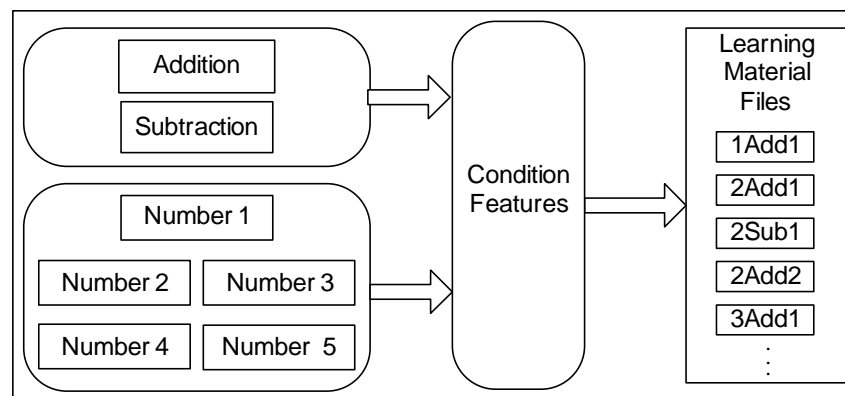 Addition
Subtraction
Number 1
Number 2
Number 3
Number 4
Number 5
Condition
Features
Learning
Material
Files
1Add1
2Add1
2Sub1
2Add2
3Add1
⋮